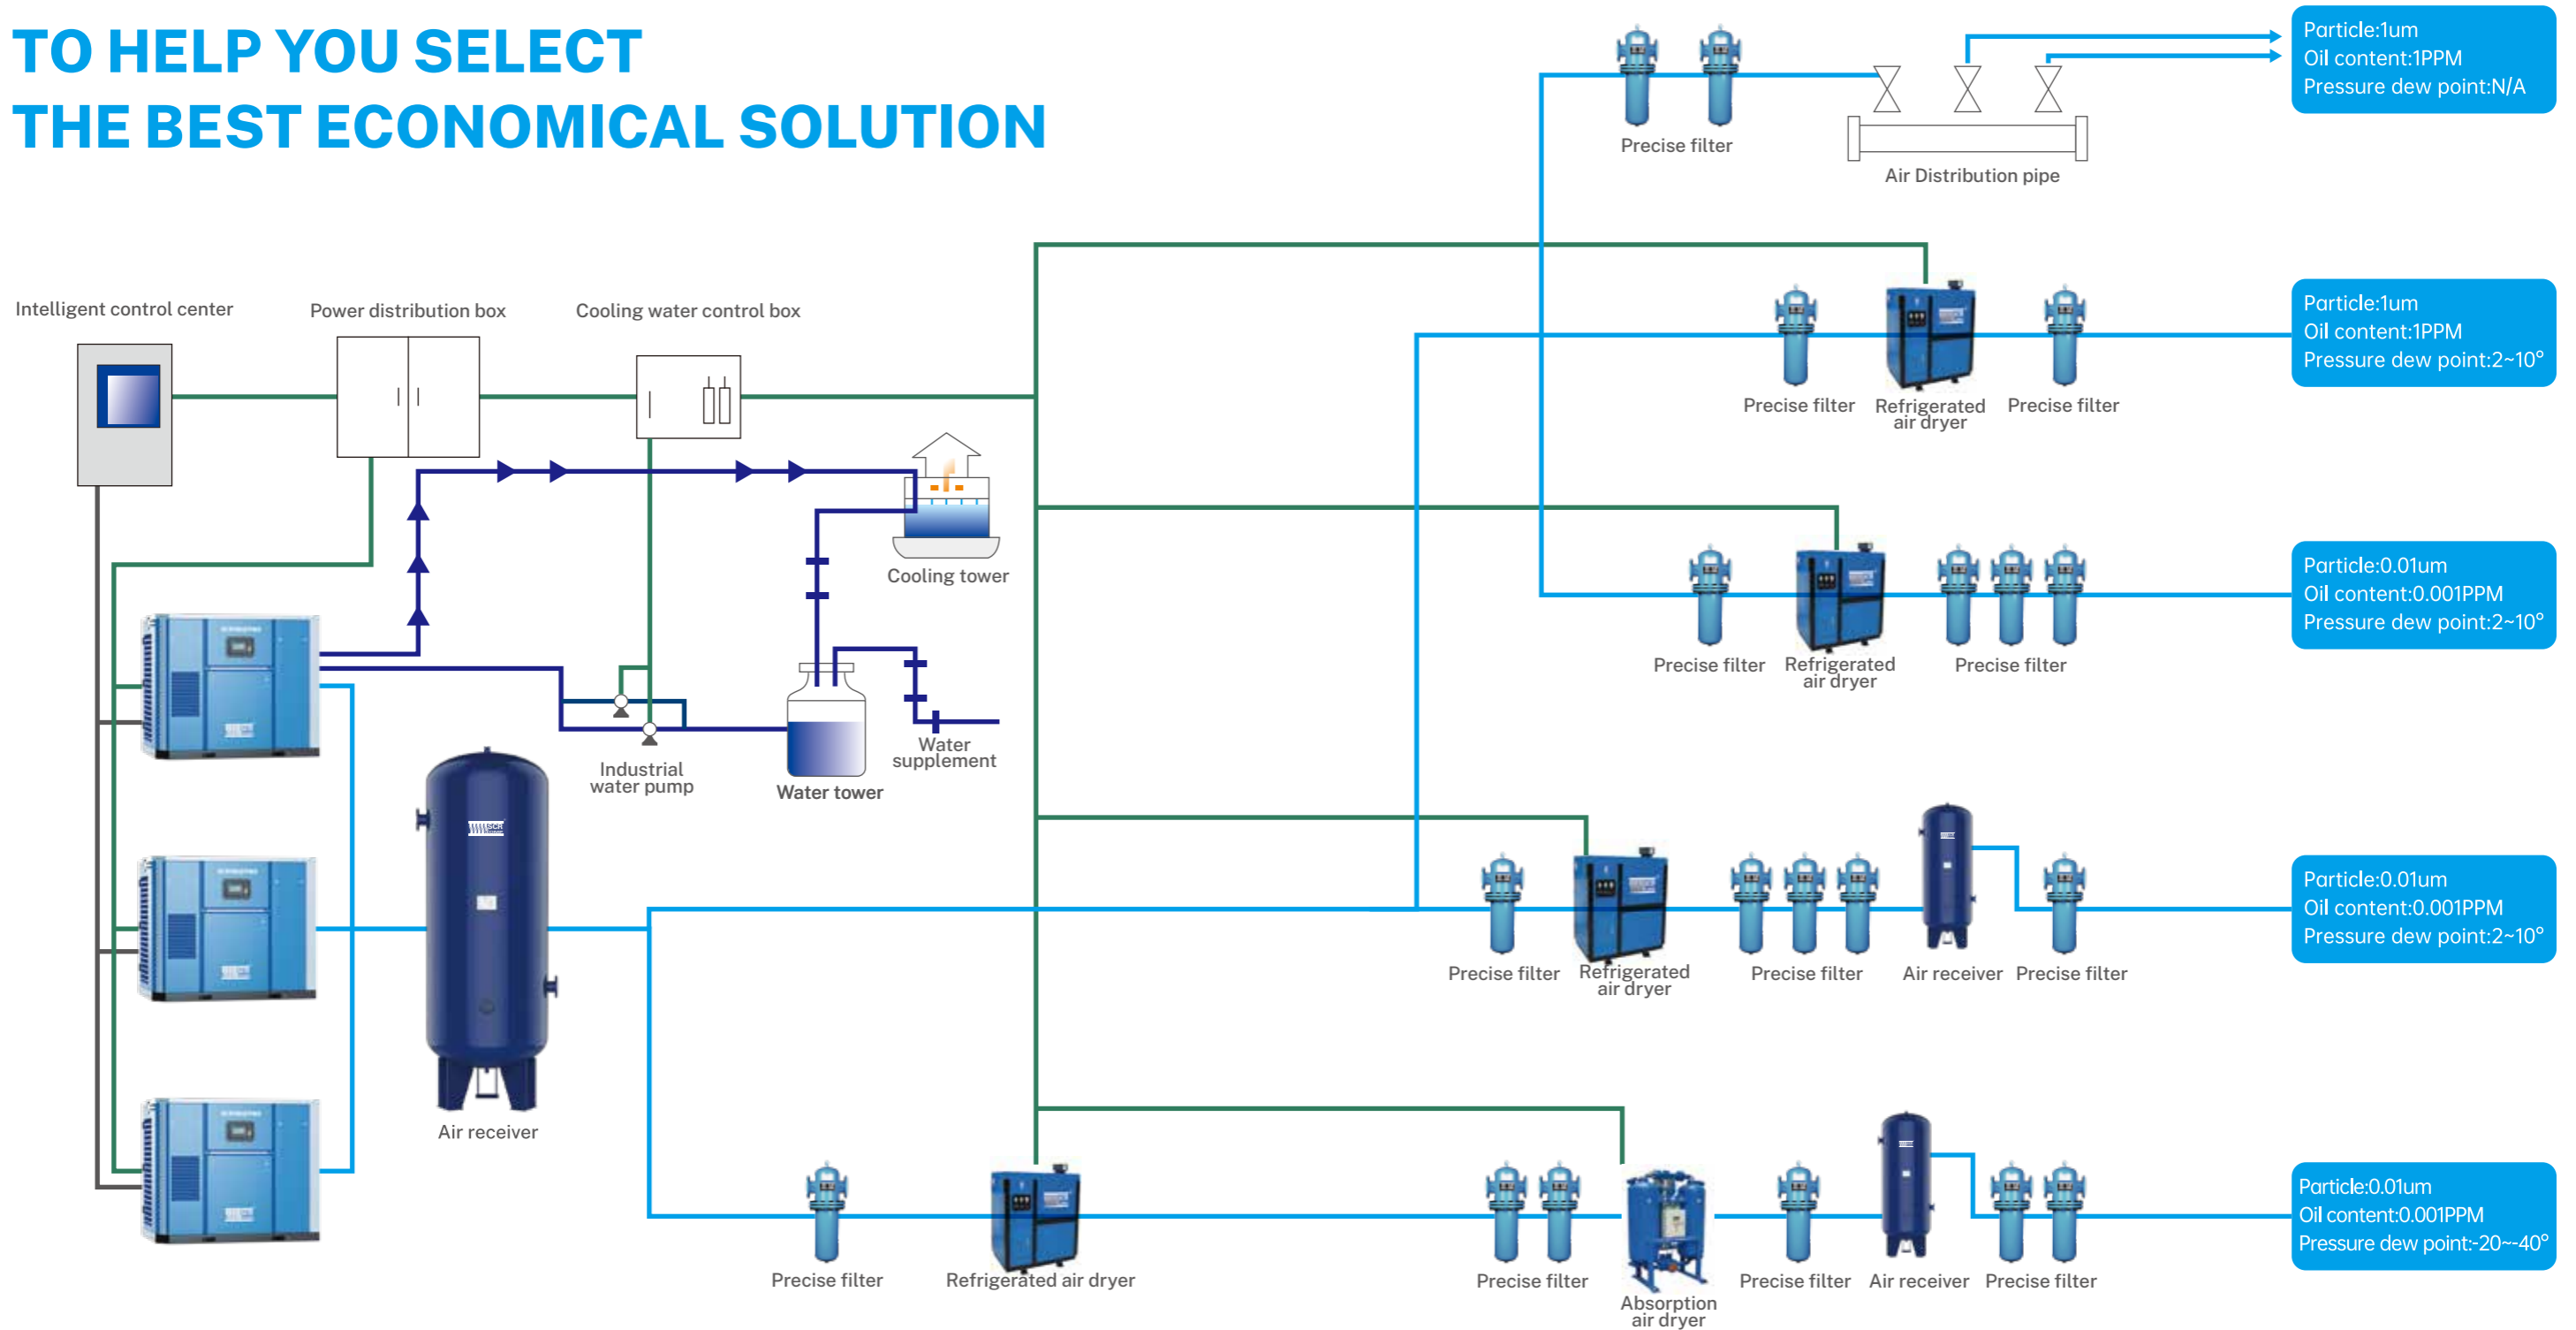 TO HELP YOU SELECT
THE BEST ECONOMICAL SOLUTION
Particle:1um
Oil content:1PPM
Pressure dew point:N/A
Precise filter
Air Distribution pipe
Intelligent control center
Power distribution box
Cooling water control box
Particle:1um
Oil content:1PPM
Pressure dew point:2~10°
Precise filter
Refrigerated
air dryer
Precise filter
Cooling tower
Particle:0.01um
Oil content:0.001PPM
Pressure dew point:2~10°
Precise filter
Refrigerated
air dryer
Precise filter
Water
supplement
Industrial
water pump
Water tower
SCR
Particle:0.01um
Oil content:0.001PPM
Pressure dew point:2~10°
Precise filter
Refrigerated
air dryer
Precise filter
Air receiver
Precise filter
Air receiver
Particle:0.01um
Oil content:0.001PPM
Pressure dew point:-20~-40°
Precise filter
Refrigerated air dryer
Precise filter
Absorption
air dryer
Precise filter
Air receiver
Precise filter